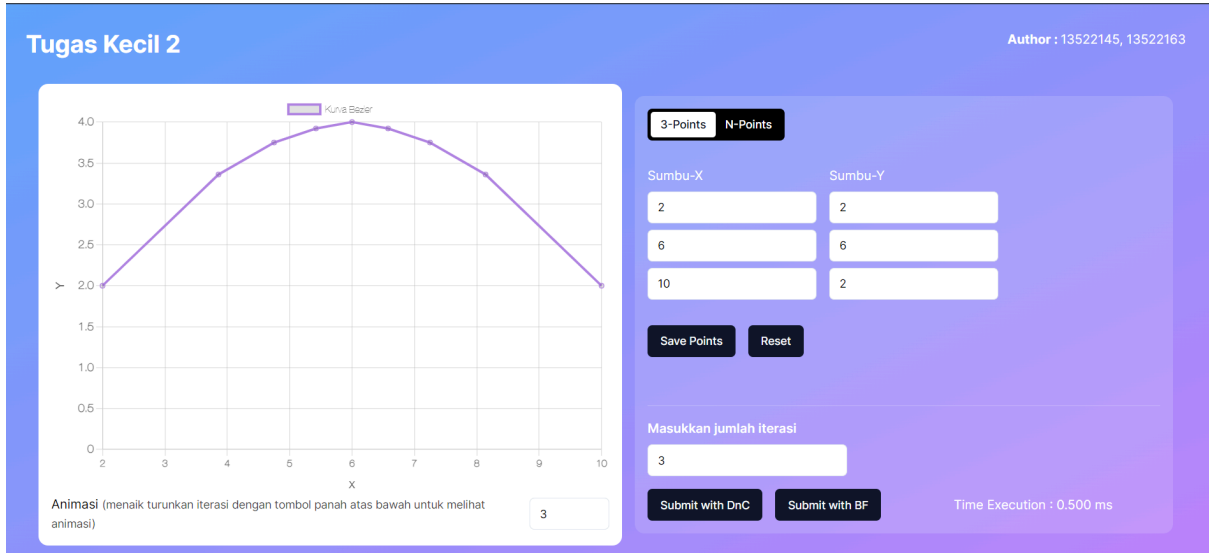 Tugas Kecil 2
Author : 13522145, 13522163
Kurva Bezier
4.0
3.5
3.0
2.5
2.0
1.5
1.0
0.5
0
Y
2 3 4 5 6 7 8 9 10
X
Animasi (menaik turunkan iterasi dengan tombol panah atas bawah untuk melihat
animasi)
3
3-Points N-Points
Sumbu-X Sumbu-Y
2 2
6 6
10 2
Save Points Reset
Masukkan jumlah iterasi
3
Submit with DnC Submit with BF Time Execution : 0.500 ms